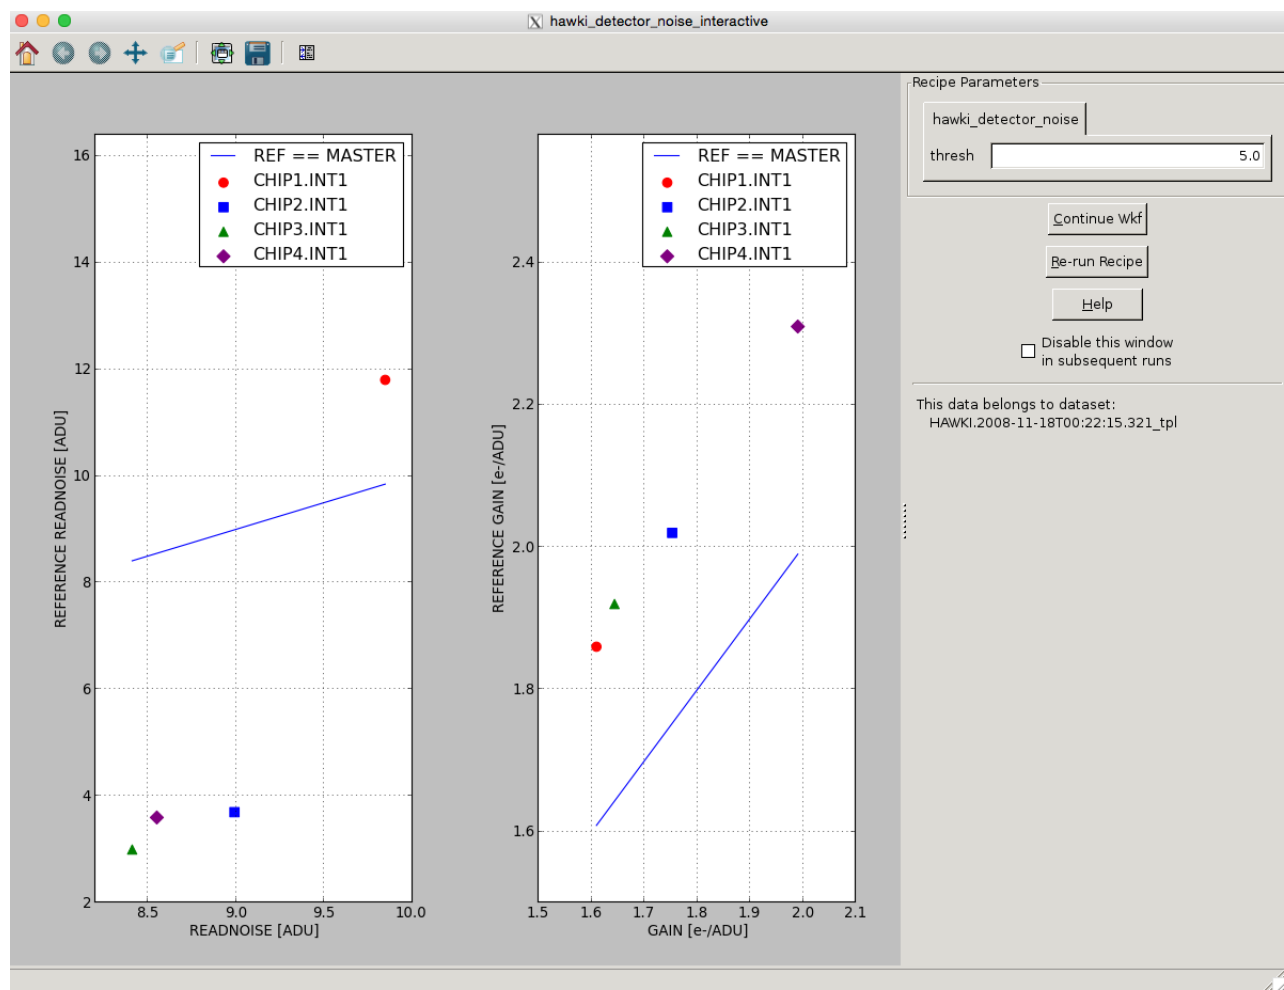 hawki_detector_noise_interactive
REF == MASTER
CHIP1.INT1
CHIP2.INT1
CHIP3.INT1
CHIP4.INT1
16
14
12
10
8
6
4
2
8.5 9.0 9.5 10.0
READNOISE [ADU]
REFERENCE READNOISE [ADU]
REF == MASTER
CHIP1.INT1
CHIP2.INT1
CHIP3.INT1
CHIP4.INT1
2.4
2.2
2.0
1.8
1.6
1.5 1.6 1.7 1.8 1.9 2.0 2.1
GAIN [e-/ADU]
REFERENCE GAIN [e-/ADU]
Recipe Parameters
hawki_detector_noise
thresh 5.0
Continue Wkf
Re-run Recipe
Help
Disable this window
in subsequent runs
This data belongs to dataset:
HAWKI.2008-11-18T00:22:15.321_tpl